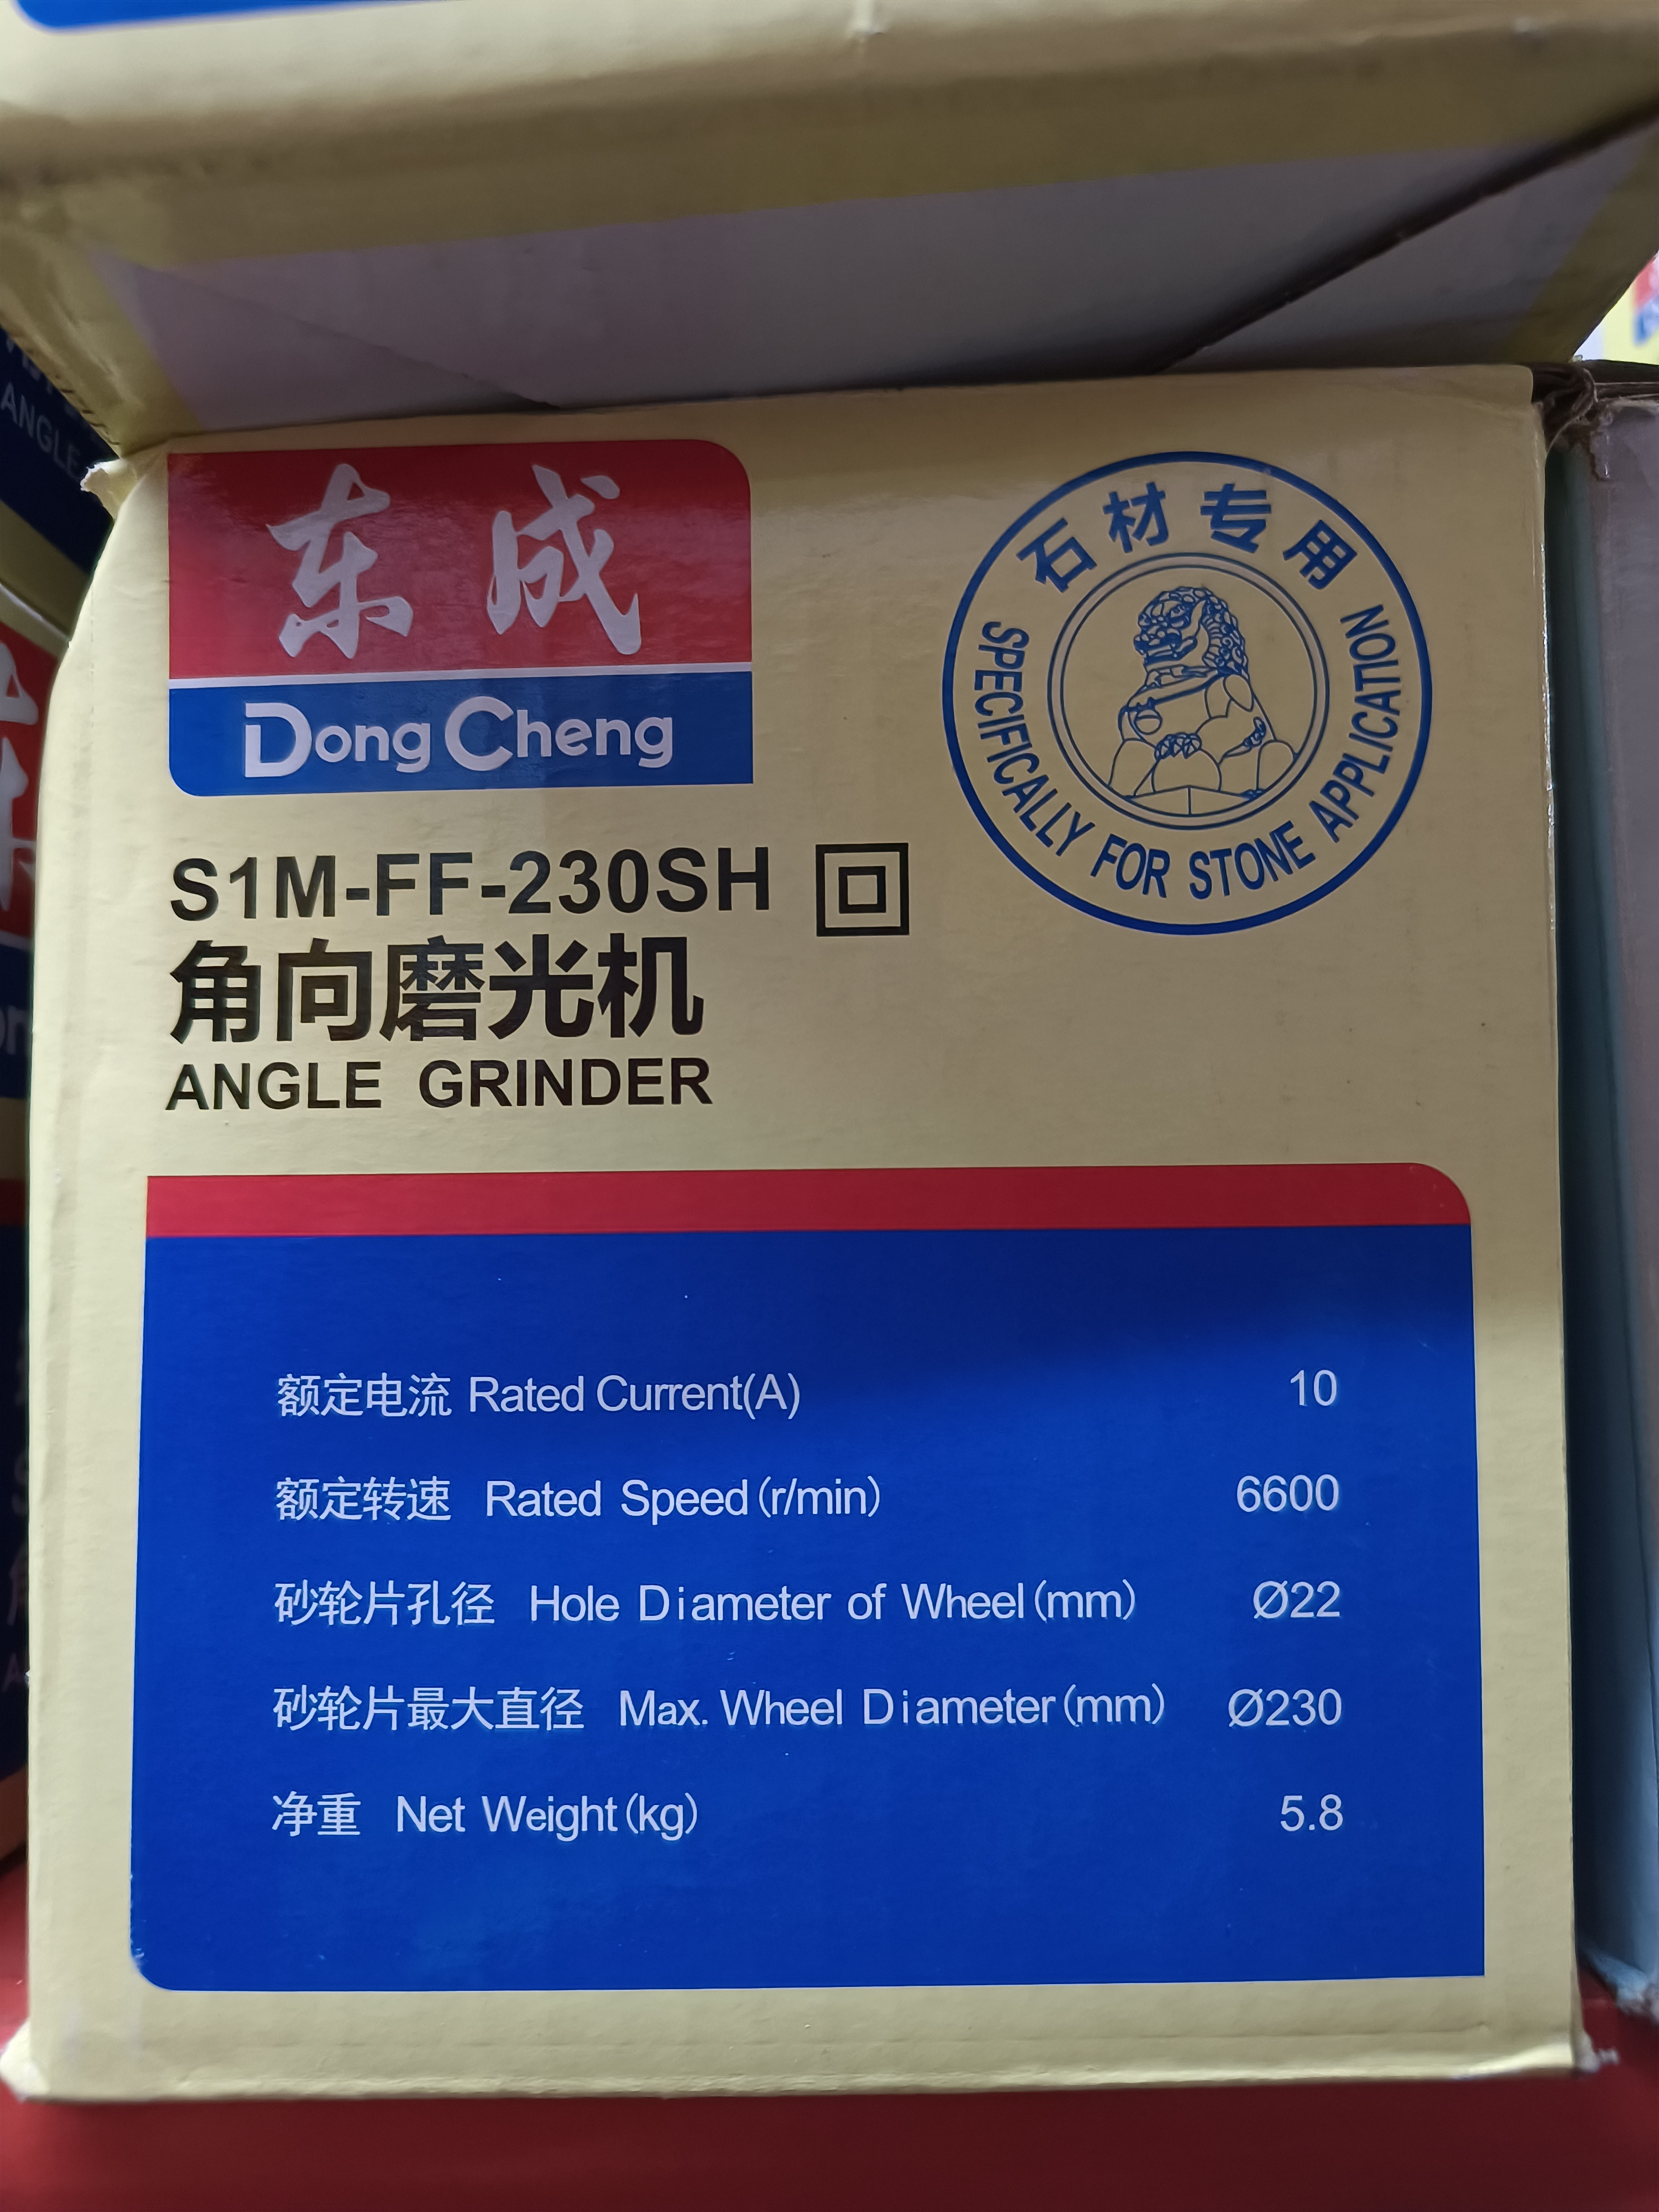 东成
DongCheng
石材专用
SPECIFICALLY FOR STONE APPLICATION
S1M-FF-230SH
角向磨光机
ANGLE GRINDER
额定电流 Rated Current(A) 10
额定转速 Rated Speed(r/min) 6600
砂轮片孔径 Hole Diameter of Wheel(mm) Ø22
砂轮片最大直径 Max. Wheel Diameter(mm) Ø230
净重 Net Weight(kg) 5.8
ANGLE